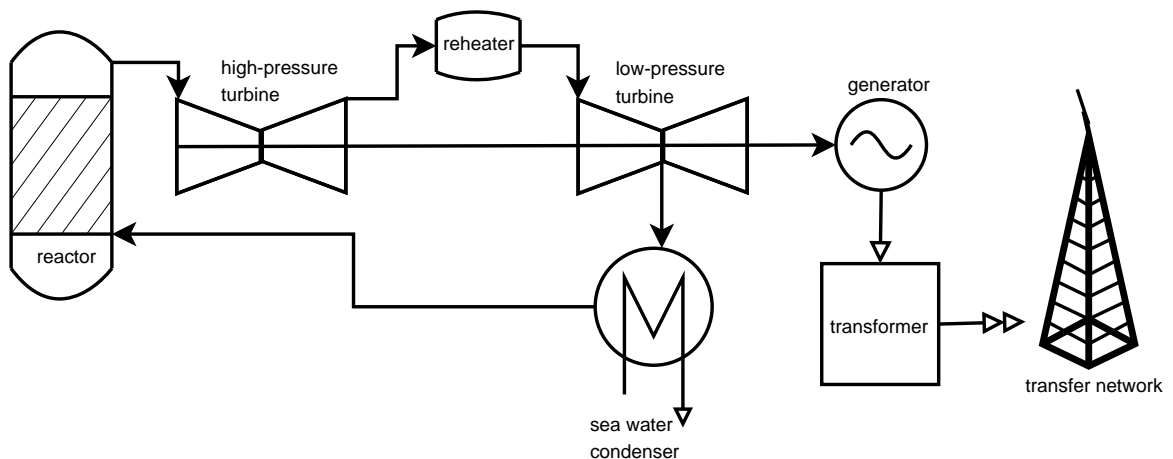 reheater
high-pressure
turbine
low-pressure
turbine
generator
reactor
transformer
transfer network
sea water
condenser